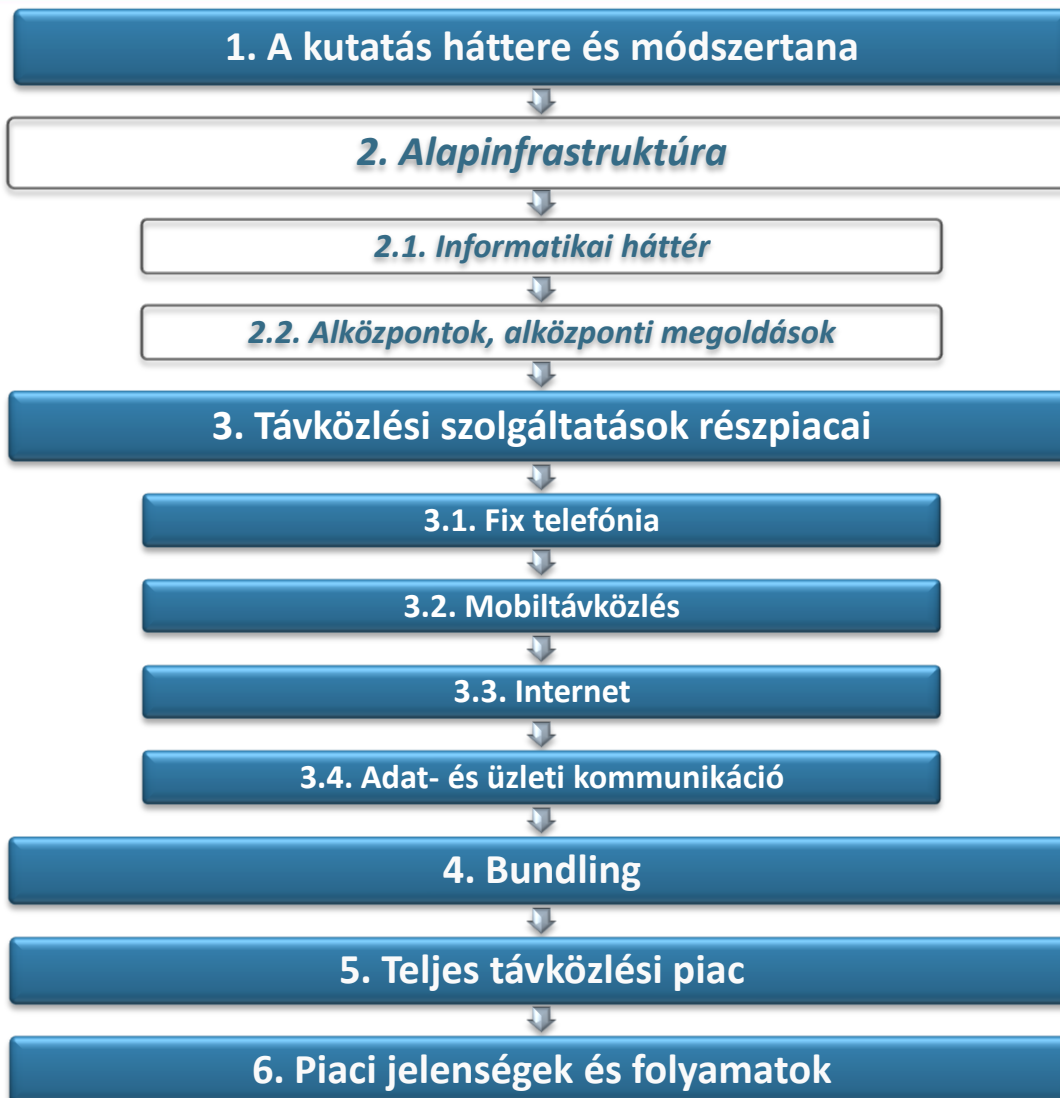 1. A kutatás háttere és módszertana
2. Alapinfrastruktúra
2.1. Informatikai háttér
2.2. Alközpontok, alközponti megoldások
3. Távközlési szolgáltatások részpiacai
3.1. Fix telefónia
3.2. Mobiltávközlés
3.3. Internet
3.4. Adat- és üzleti kommunikáció
4. Bundling
5. Teljes távközlési piac
6. Piaci jelenségek és folyamatok